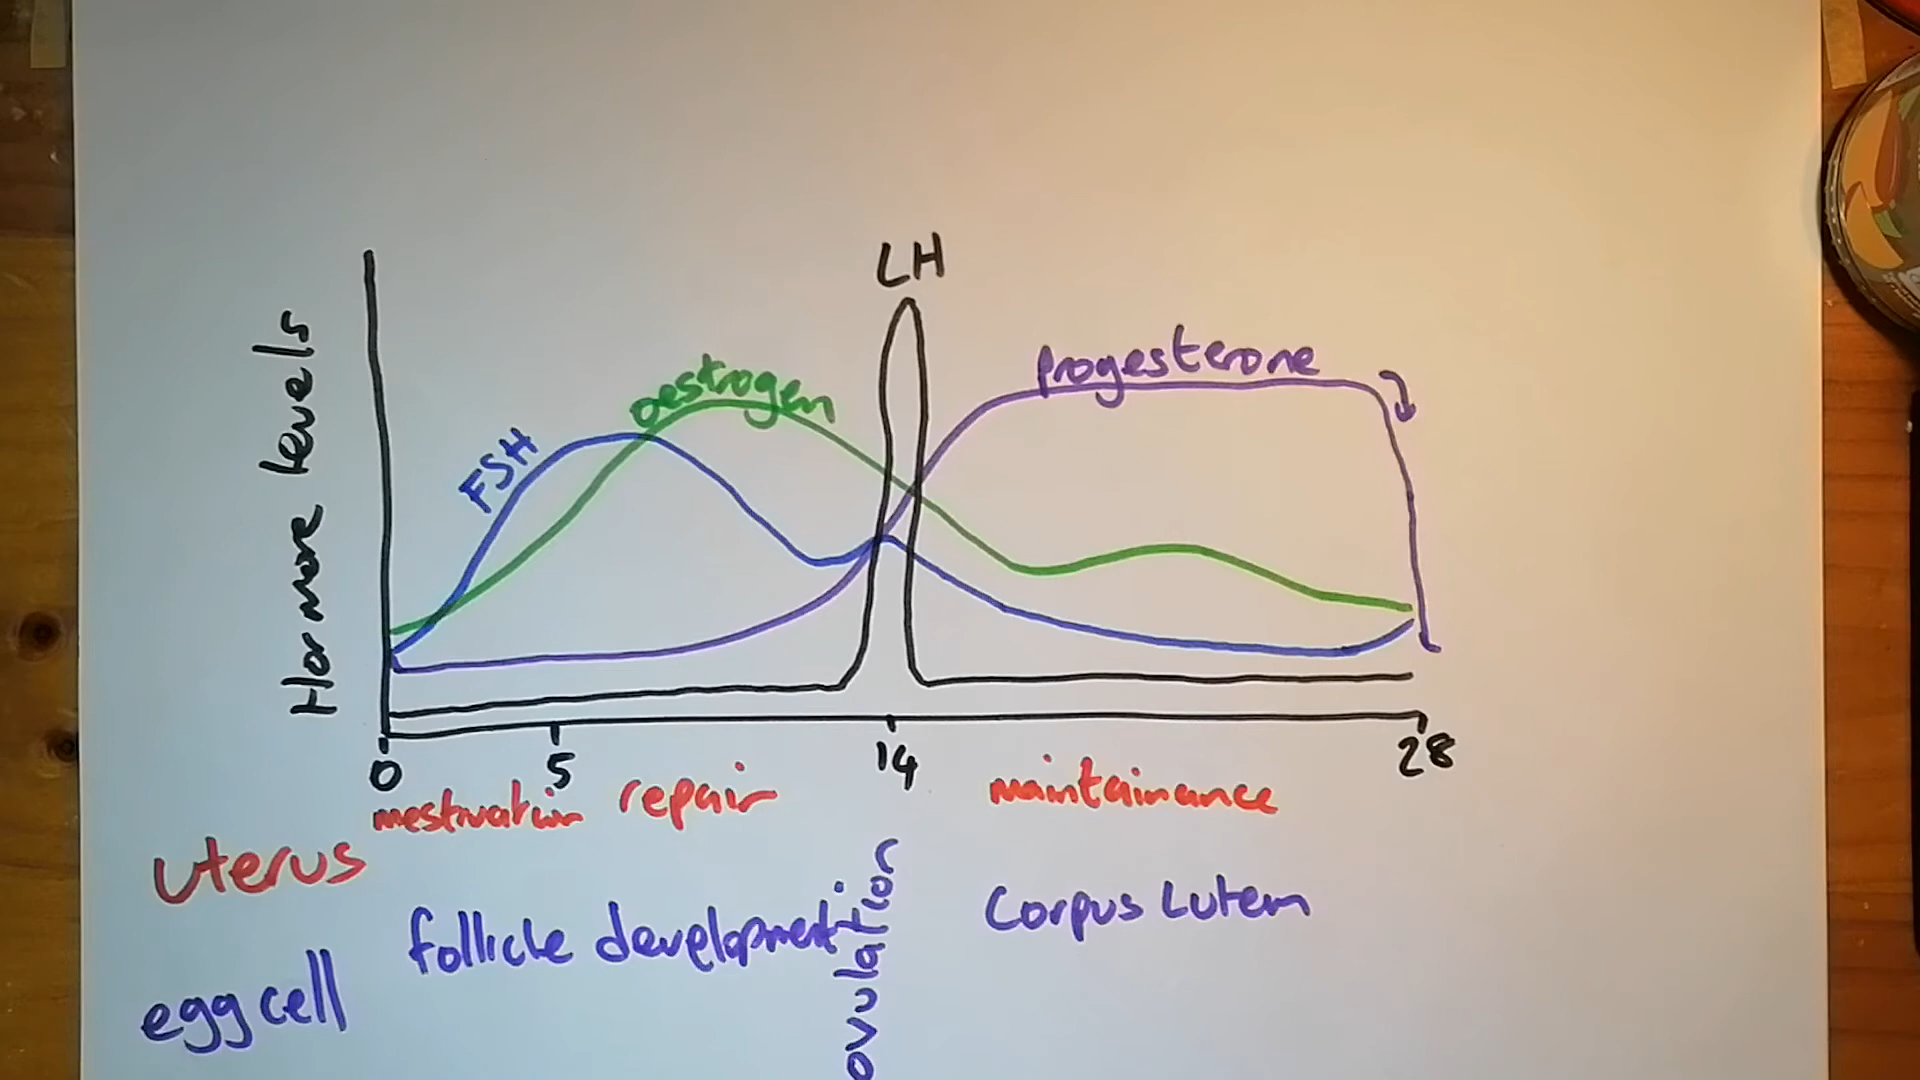 LH
Hormone levels
progesterone
oestrogen
FSH
0 5 14 28
mestruation repair maintainance
uterus
follicle development ovulation Corpus Lutem
egg cell